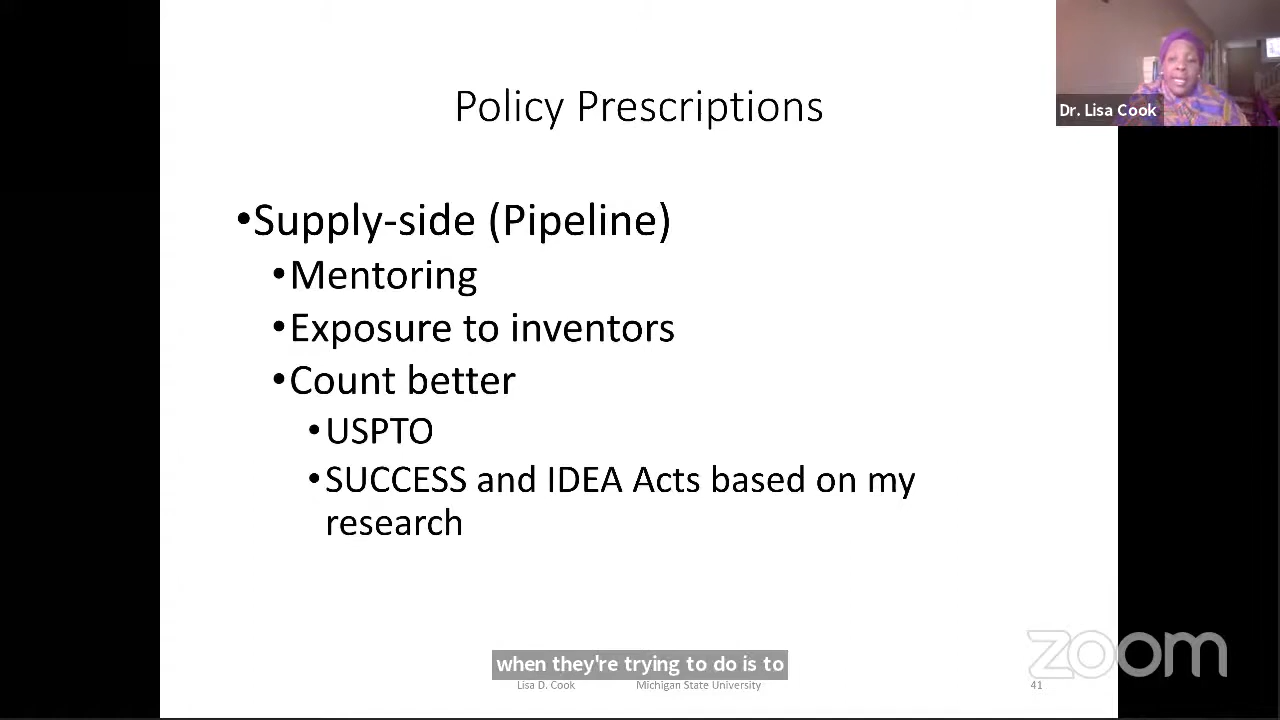 Policy Prescriptions
Dr. Lisa Cook
•Supply-side (Pipeline)
•Mentoring
•Exposure to inventors
•Count better
•USPTO
•SUCCESS and IDEA Acts based on my
research
when they're trying to do is to
Lisa D. Cook Michigan State University 41
zoom